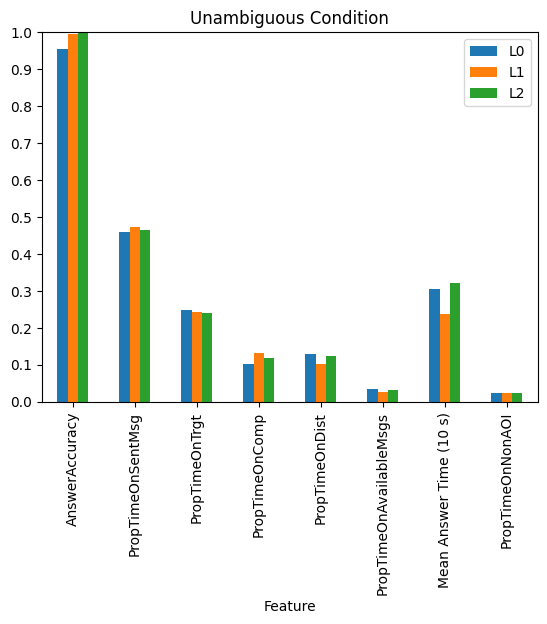 Unambiguous Condition
L0
L1
L2
1.0
0.9
0.8
0.7
0.6
0.5
0.4
0.3
0.2
0.1
0.0
AnswerAccuracy
PropTimeOnSentMsg
PropTimeOnTrgt
PropTimeOnComp
PropTimeOnDist
PropTimeOnAvailableMsgs
Mean Answer Time (10 s)
PropTimeOnNonAOI
Feature